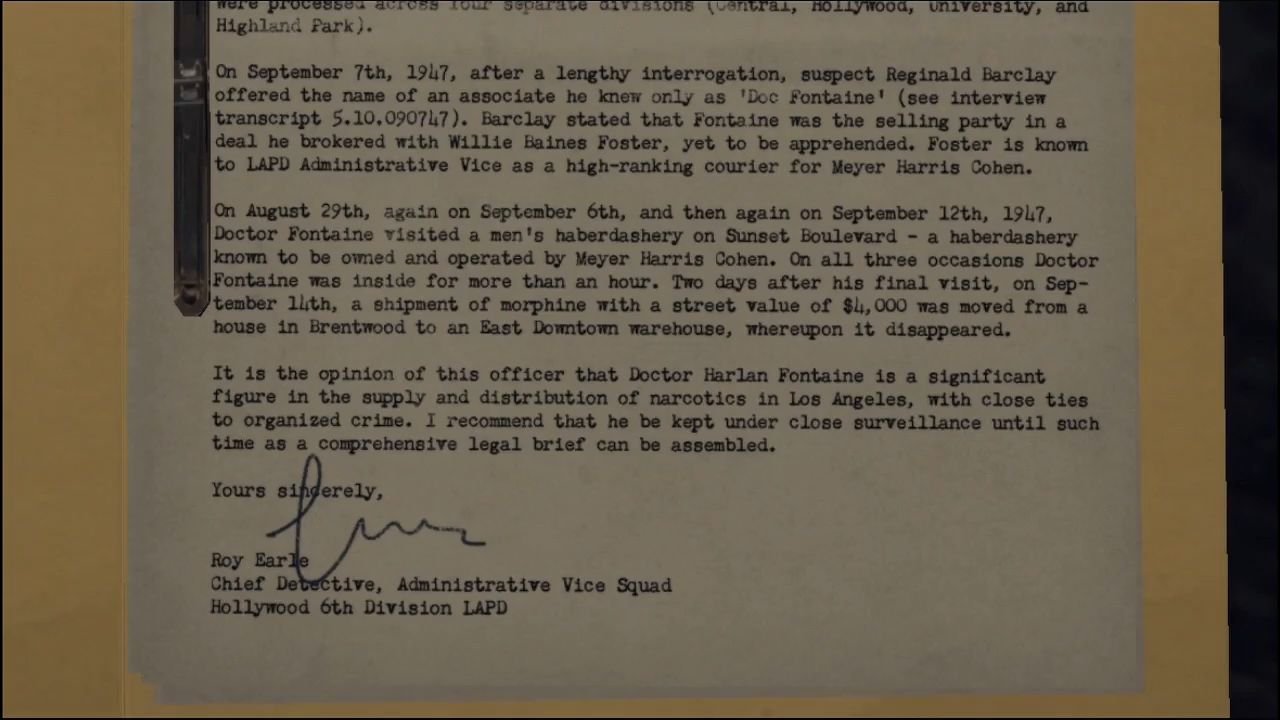 were processed across four separate divisions (Central, Hollywood, University, and
Highland Park).
On September 7th, 1947, after a lengthy interrogation, suspect Reginald Barclay
offered the name of an associate he knew only as 'Doc Fontaine' (see interview
transcript 5.10.090747). Barclay stated that Fontaine was the selling party in a
deal he brokered with Willie Baines Foster, yet to be apprehended. Foster is known
to LAPD Administrative Vice as a high-ranking courier for Meyer Harris Cohen.
On August 29th, again on September 6th, and then again on September 12th, 1947,
Doctor Fontaine visited a men's haberdashery on Sunset Boulevard - a haberdashery
known to be owned and operated by Meyer Harris Cohen. On all three occasions Doctor
Fontaine was inside for more than an hour. Two days after his final visit, on Sep-
tember 14th, a shipment of morphine with a street value of $4,000 was moved from a
house in Brentwood to an East Downtown warehouse, whereupon it disappeared.
It is the opinion of this officer that Doctor Harlan Fontaine is a significant
figure in the supply and distribution of narcotics in Los Angeles, with close ties
to organized crime. I recommend that he be kept under close surveillance until such
time as a comprehensive legal brief can be assembled.
Yours sincerely,
Roy Earle
Chief Detective, Administrative Vice Squad
Hollywood 6th Division LAPD